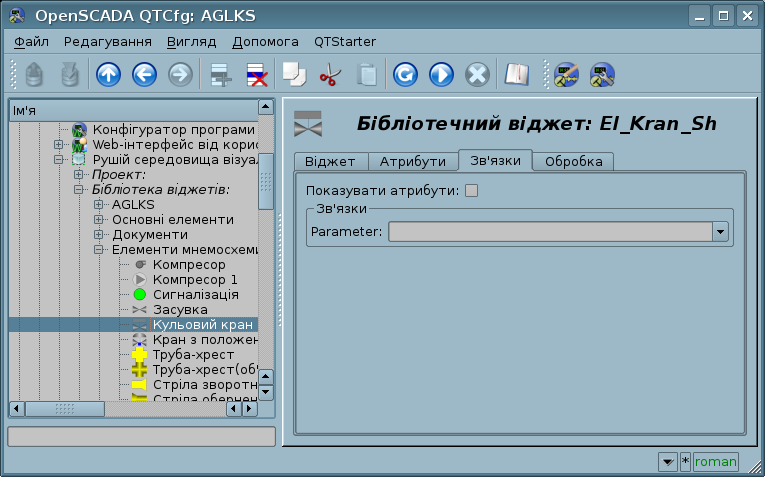 OpenSCADA QTCfg: AGLKS
Файл Редагування Вигляд Допомога QTStarter
Ім'я
Конфігуратор програми
Web-інтерфейс від корис
Рушій середовища візуал
Проект:
Бібліотека віджетів:
AGLKS
Основні елементи
Документи
Елементи мнемосхеми
Компресор
Компресор 1
Сигналізація
Засувка
Кульовий кран
Кран з положен
Труба-хрест
Труба-хрест(об'
Стріла зворотн
Стріла обернен
Бібліотечний віджет: El_Kran_Sh
Віджет Атрибути Зв'язки Обробка
Показувати атрибути:
Зв'язки
Parameter:
* roman